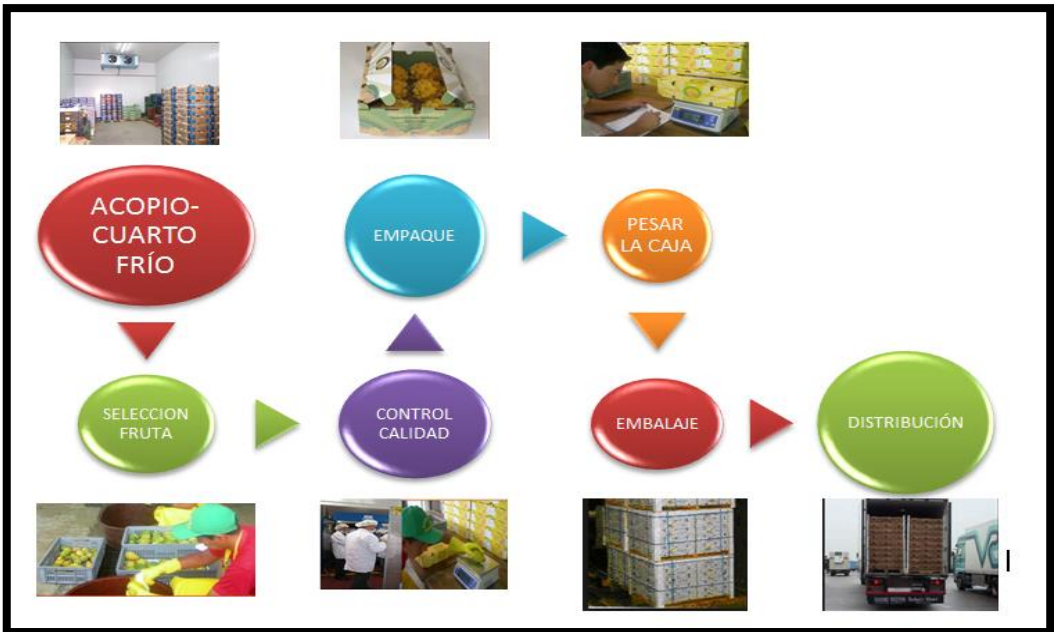 ACOPIO-
CUARTO
FRÍO
SELECCION
FRUTA
CONTROL
CALIDAD
EMPAQUE
PESAR
LA CAJA
EMBALAJE
DISTRIBUCIÓN